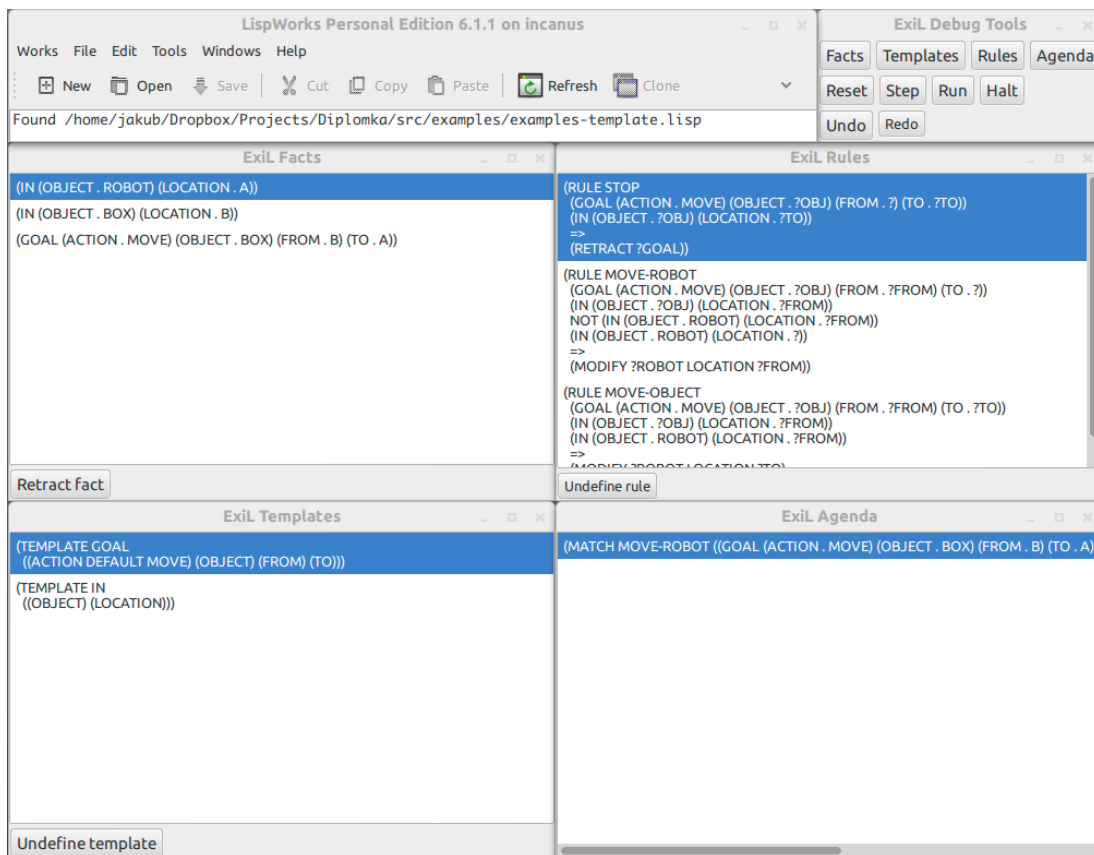 LispWorks Personal Edition 6.1.1 on incanus
Works File Edit Tools Windows Help
New Open Save Cut Copy Paste Refresh Clone
Found /home/jakub/Dropbox/Projects/Diplomka/src/examples/examples-template.lisp
ExiL Debug Tools
Facts Templates Rules Agenda
Reset Step Run Halt
Undo Redo
ExiL Facts
(IN (OBJECT . ROBOT) (LOCATION . A))
(IN (OBJECT . BOX) (LOCATION . B))
(GOAL (ACTION . MOVE) (OBJECT . BOX) (FROM . B) (TO . A))
Retract fact
ExiL Rules
(RULE STOP
(GOAL (ACTION . MOVE) (OBJECT . ?OBJ) (FROM . ?) (TO . ?TO))
(IN (OBJECT . ?OBJ) (LOCATION . ?TO))
=>
(RETRACT ?GOAL))
(RULE MOVE-ROBOT
(GOAL (ACTION . MOVE) (OBJECT . ?OBJ) (FROM . ?FROM) (TO . ?))
(IN (OBJECT . ?OBJ) (LOCATION . ?FROM))
NOT (IN (OBJECT . ROBOT) (LOCATION . ?FROM))
(IN (OBJECT . ROBOT) (LOCATION . ?))
=>
(MODIFY ?ROBOT LOCATION ?FROM))
(RULE MOVE-OBJECT
(GOAL (ACTION . MOVE) (OBJECT . ?OBJ) (FROM . ?FROM) (TO . ?TO))
(IN (OBJECT . ?OBJ) (LOCATION . ?FROM))
(IN (OBJECT . ROBOT) (LOCATION . ?FROM))
=>
(MODIFY ?ROBOT LOCATION ?TO)
Undefine rule
ExiL Templates
(TEMPLATE GOAL
((ACTION DEFAULT MOVE) (OBJECT) (FROM) (TO)))
(TEMPLATE IN
((OBJECT) (LOCATION)))
Undefine template
ExiL Agenda
(MATCH MOVE-ROBOT ((GOAL (ACTION . MOVE) (OBJECT . BOX) (FROM . B) (TO . A)